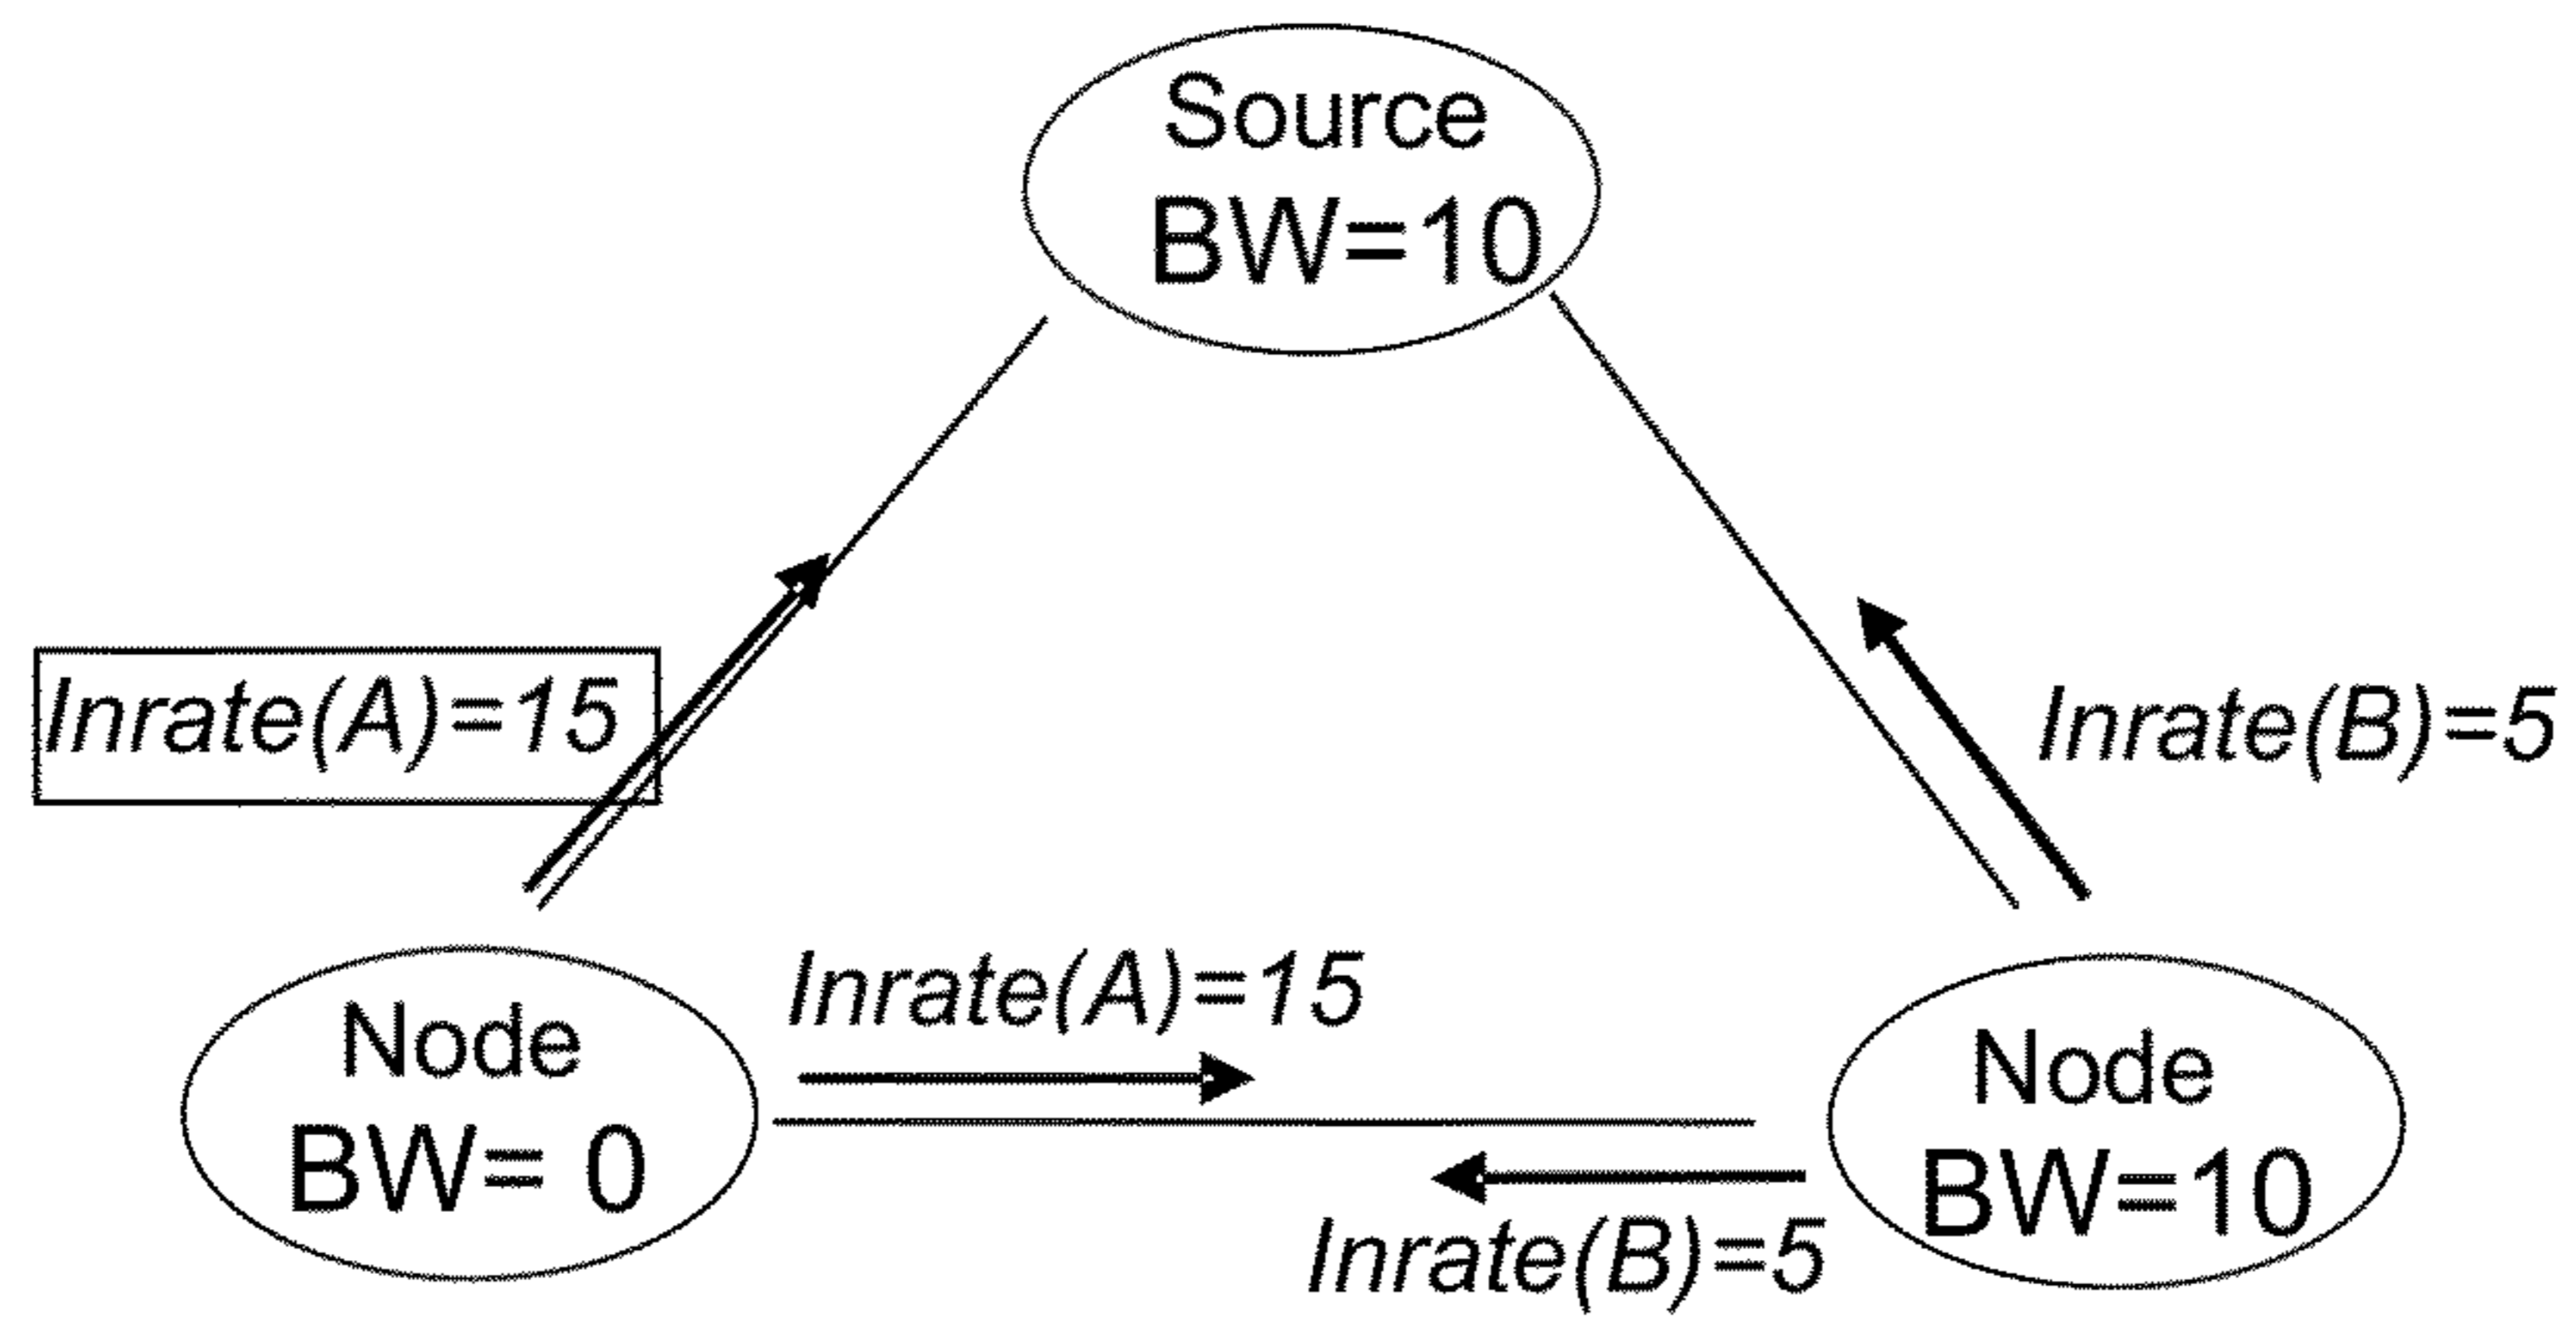 Source
BW=10
Inrate(A)=15
Inrate(B)=5
Inrate(A)=15
Node
BW= 0
Node
BW=10
Inrate(B)=5